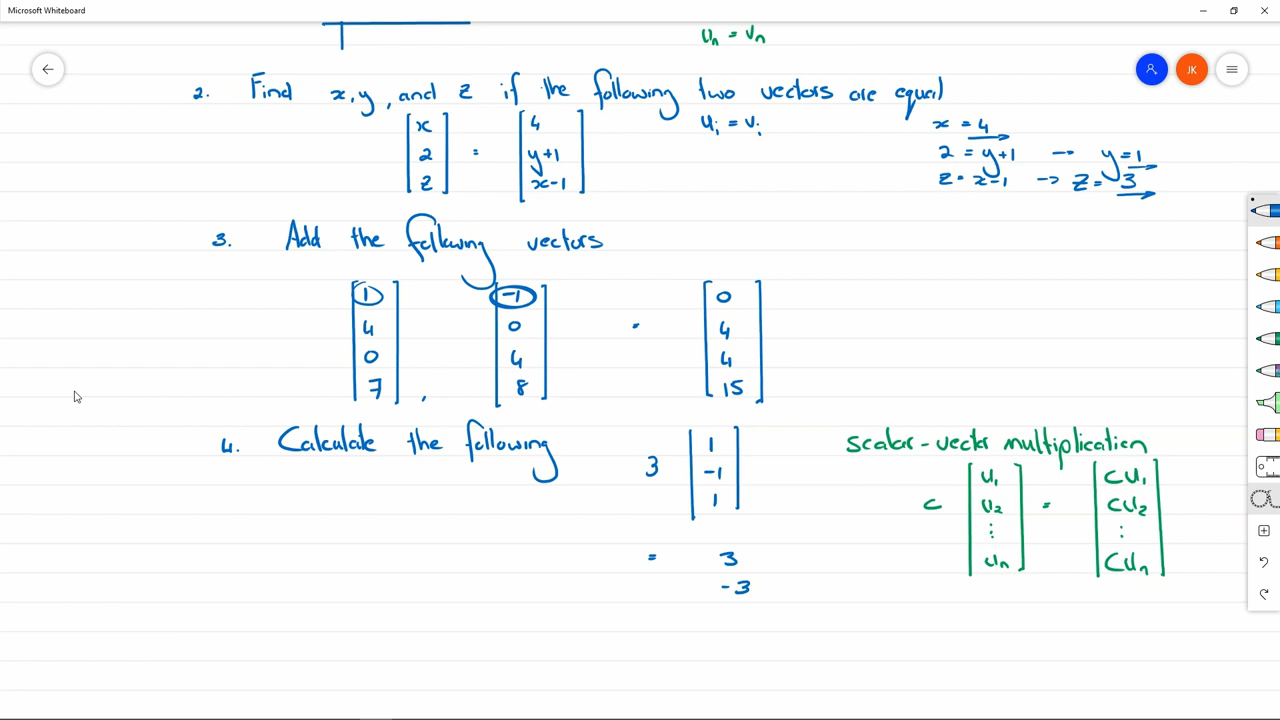 Microsoft Whiteboard
uₙ = vₙ
2. Find x, y, and z if the following two vectors are equal
uᵢ = vᵢ
[x 2 z] = [4 y+1 x-1]
x = 4
2 = y+1 → y = 1
z = x-1 → z = 3
JK
3. Add the following vectors
[1 4 0 7] , [-1 0 4 8] = [0 4 4 15]
4. Calculate the following
3 [1 -1 1]
= 3
-3
scalar-vector multiplication
c [u₁ u₂ ⋮ uₙ] = [cu₁ cu₂ ⋮ cuₙ]